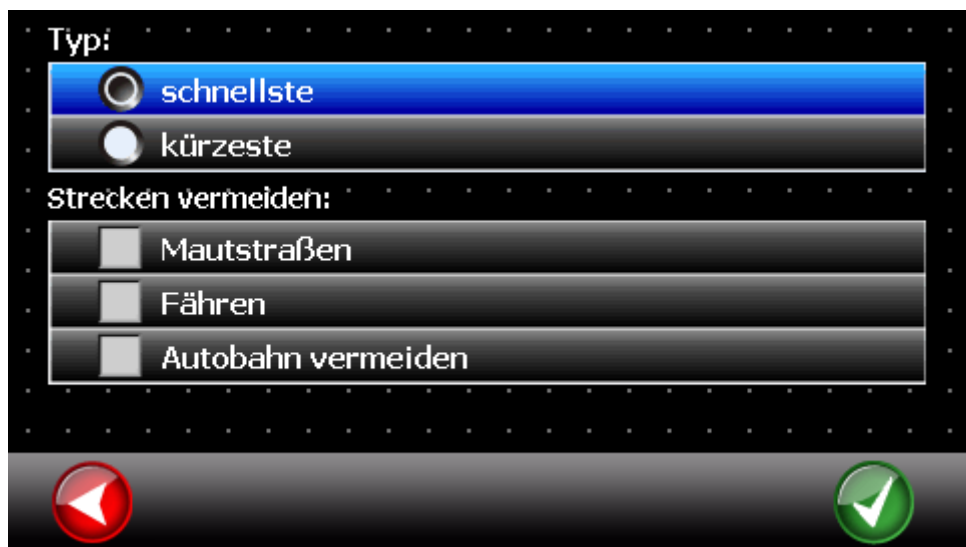 Typ:
schnellste
kürzeste
Strecken vermeiden:
Mautstraßen
Fähren
Autobahn vermeiden